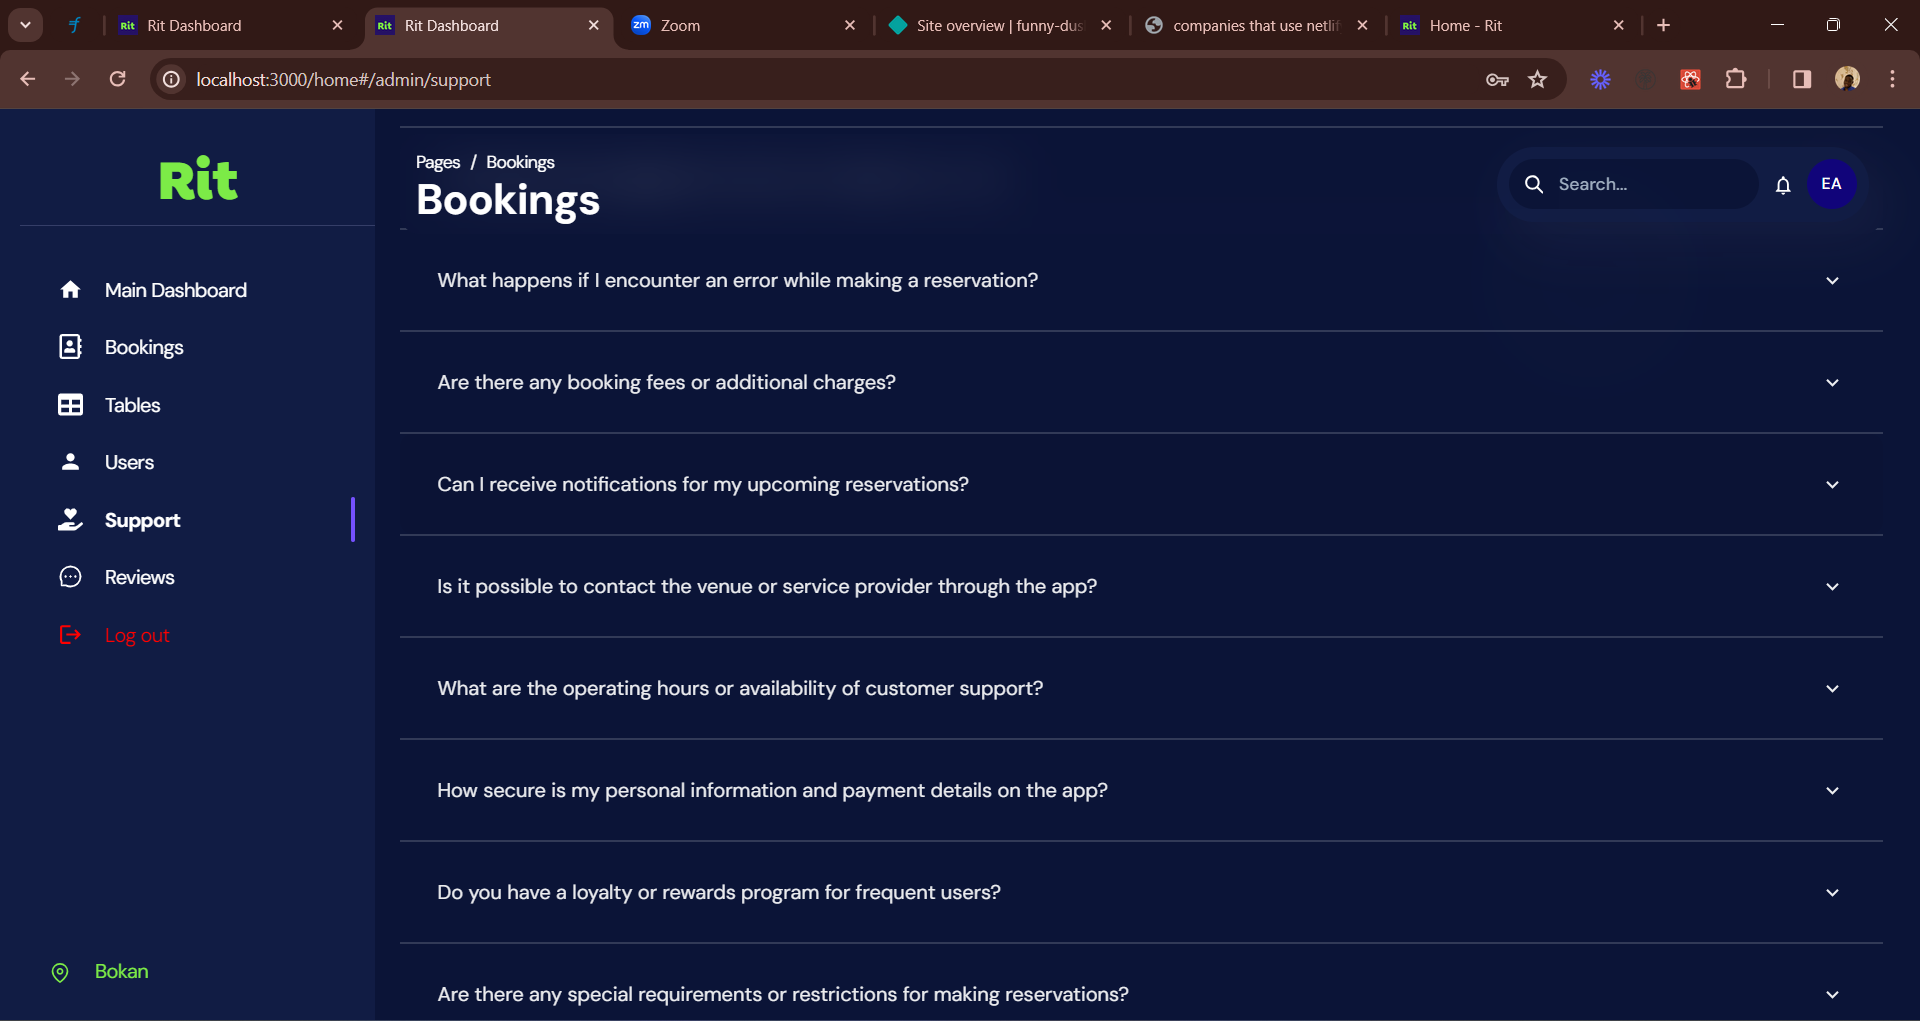 Rit Rit Dashboard
Rit Rit Dashboard
zm Zoom
Site overview | funny-dus
companies that use netlif
Rit Home - Rit
localhost:3000/home#/admin/support
Rit
Main Dashboard
Bookings
Tables
Users
Support
Reviews
Log out
Bokan
Pages / Bookings
Bookings
Search...
EA
What happens if I encounter an error while making a reservation?
Are there any booking fees or additional charges?
Can I receive notifications for my upcoming reservations?
Is it possible to contact the venue or service provider through the app?
What are the operating hours or availability of customer support?
How secure is my personal information and payment details on the app?
Do you have a loyalty or rewards program for frequent users?
Are there any special requirements or restrictions for making reservations?